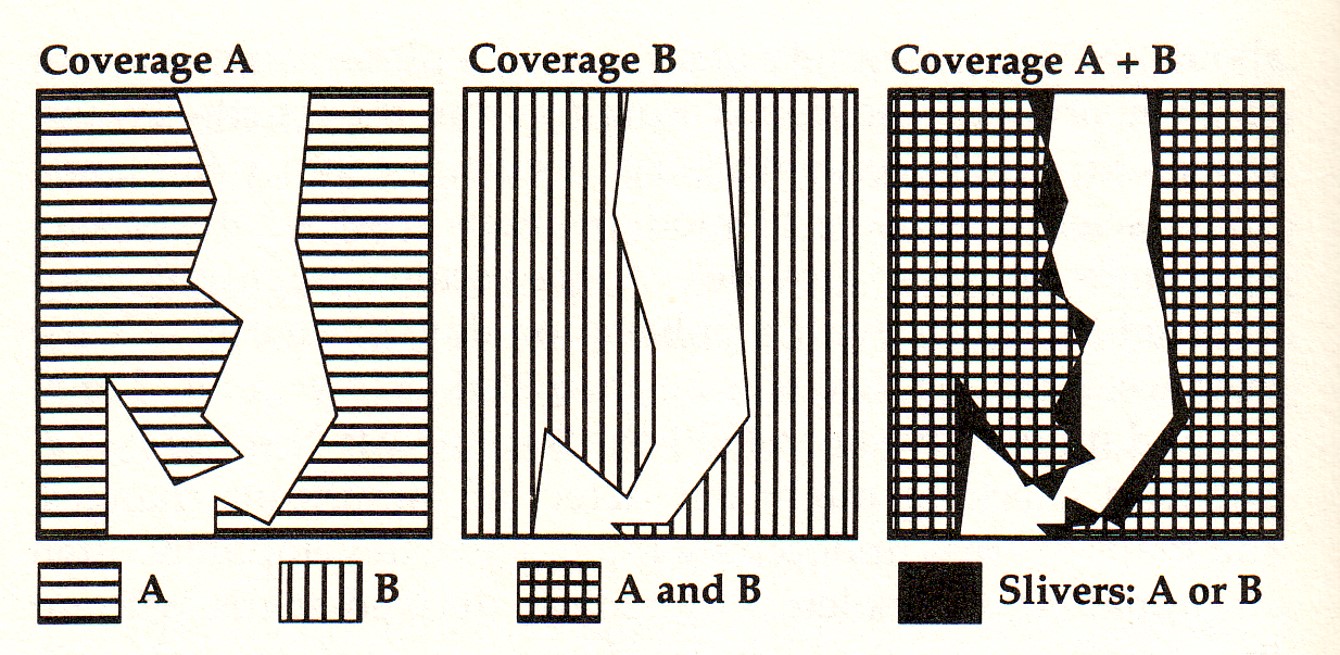 Coverage A
Coverage B
Coverage A + B
A
B
A and B
Slivers: A or B